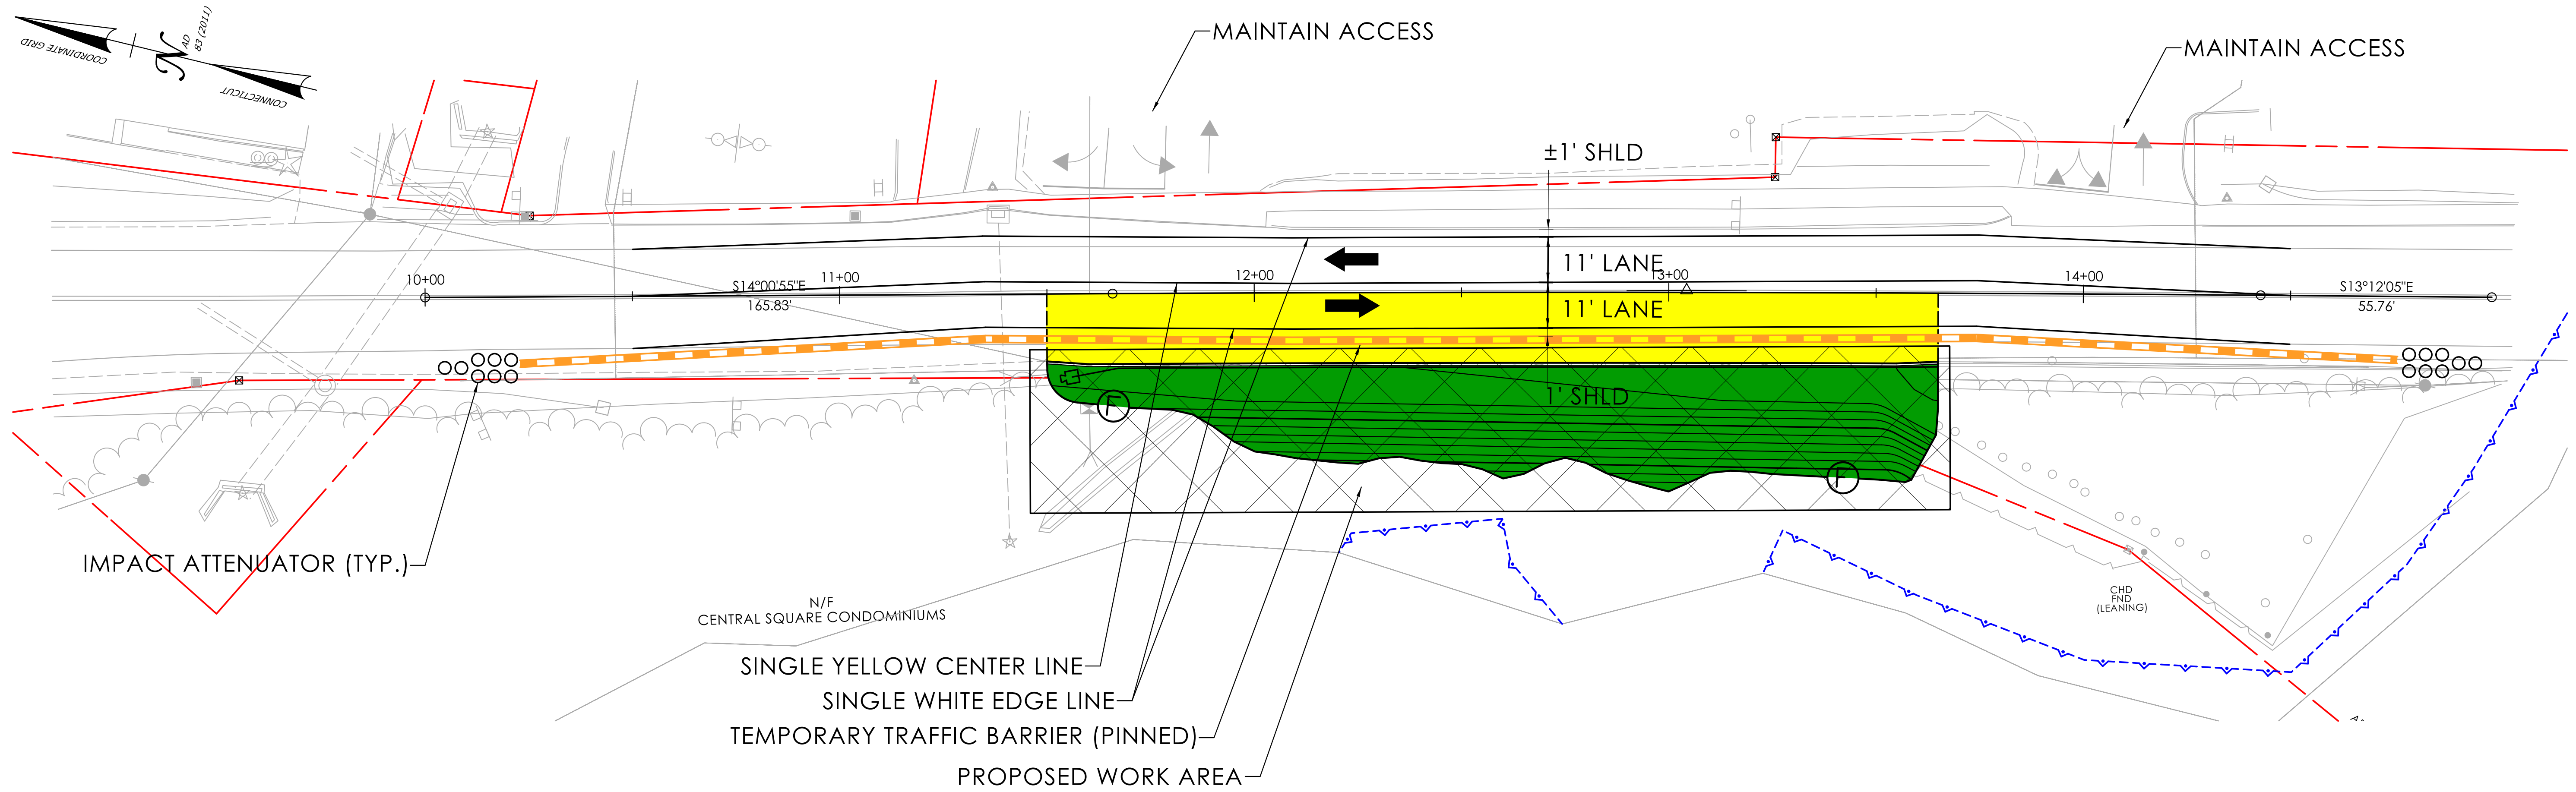 MAINTAIN ACCESS
MAINTAIN ACCESS
COORDINATE GRID
N
AD
83 (2011)
CONNECTICUT
±1' SHLD
11' LANE
10+00
11+00
12+00
13+00
14+00
S14°00'55"E
165.83'
S13°12'05"E
55.76'
11' LANE
1' SHLD
F
F
IMPACT ATTENUATOR (TYP.)
N/F
CENTRAL SQUARE CONDOMINIUMS
CHD
FND
(LEANING)
SINGLE YELLOW CENTER LINE
SINGLE WHITE EDGE LINE
TEMPORARY TRAFFIC BARRIER (PINNED)
PROPOSED WORK AREA